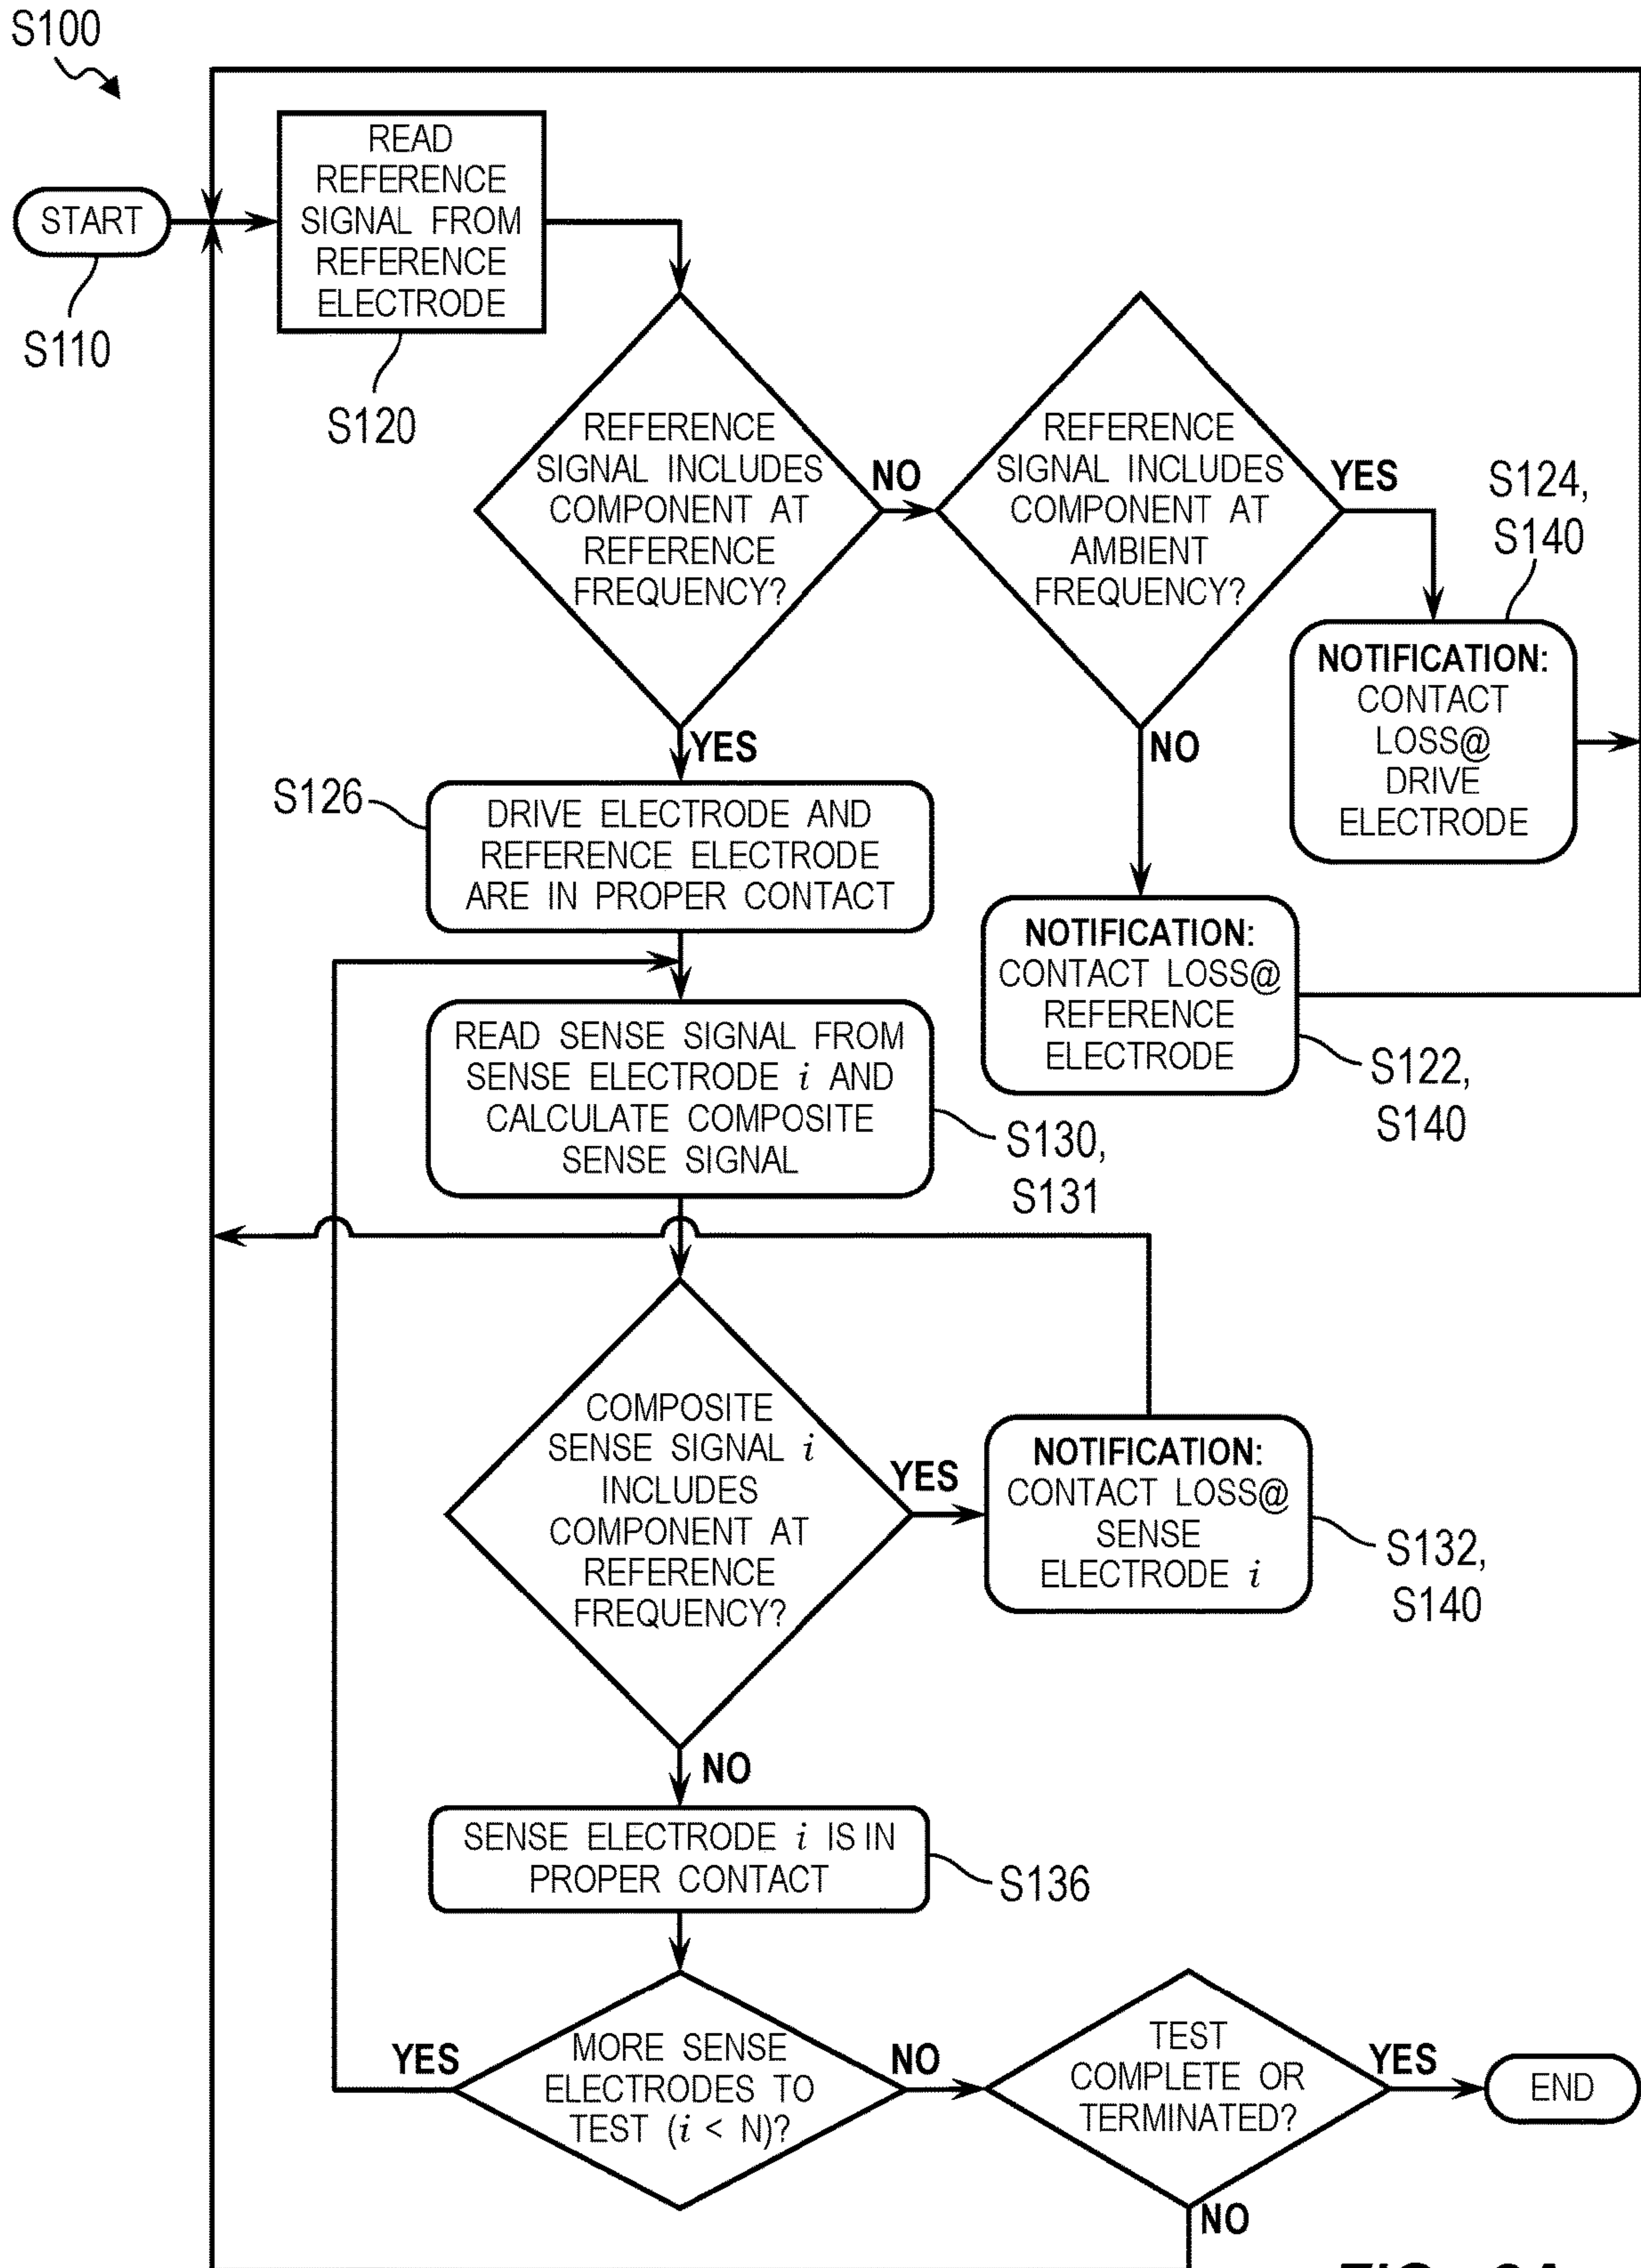 S100
READ
REFERENCE
SIGNAL FROM
REFERENCE
ELECTRODE
START
S110
S120
REFERENCE
SIGNAL INCLUDES
COMPONENT AT
REFERENCE
FREQUENCY?
NO
REFERENCE
SIGNAL INCLUDES
COMPONENT AT
AMBIENT
FREQUENCY?
YES
S124,
S140
NOTIFICATION:
CONTACT
LOSS@
DRIVE
ELECTRODE
YES
NO
S126
DRIVE ELECTRODE AND
REFERENCE ELECTRODE
ARE IN PROPER CONTACT
NOTIFICATION:
CONTACT LOSS@
REFERENCE
ELECTRODE
S122,
S140
READ SENSE SIGNAL FROM
SENSE ELECTRODE i AND
CALCULATE COMPOSITE
SENSE SIGNAL
S130,
S131
COMPOSITE
SENSE SIGNAL i
INCLUDES
COMPONENT AT
REFERENCE
FREQUENCY?
YES
NOTIFICATION:
CONTACT LOSS@
SENSE
ELECTRODE i
S132,
S140
NO
SENSE ELECTRODE i IS IN
PROPER CONTACT
S136
YES
MORE SENSE
ELECTRODES TO
TEST (i < N)?
NO
TEST
COMPLETE OR
TERMINATED?
YES
END
NO